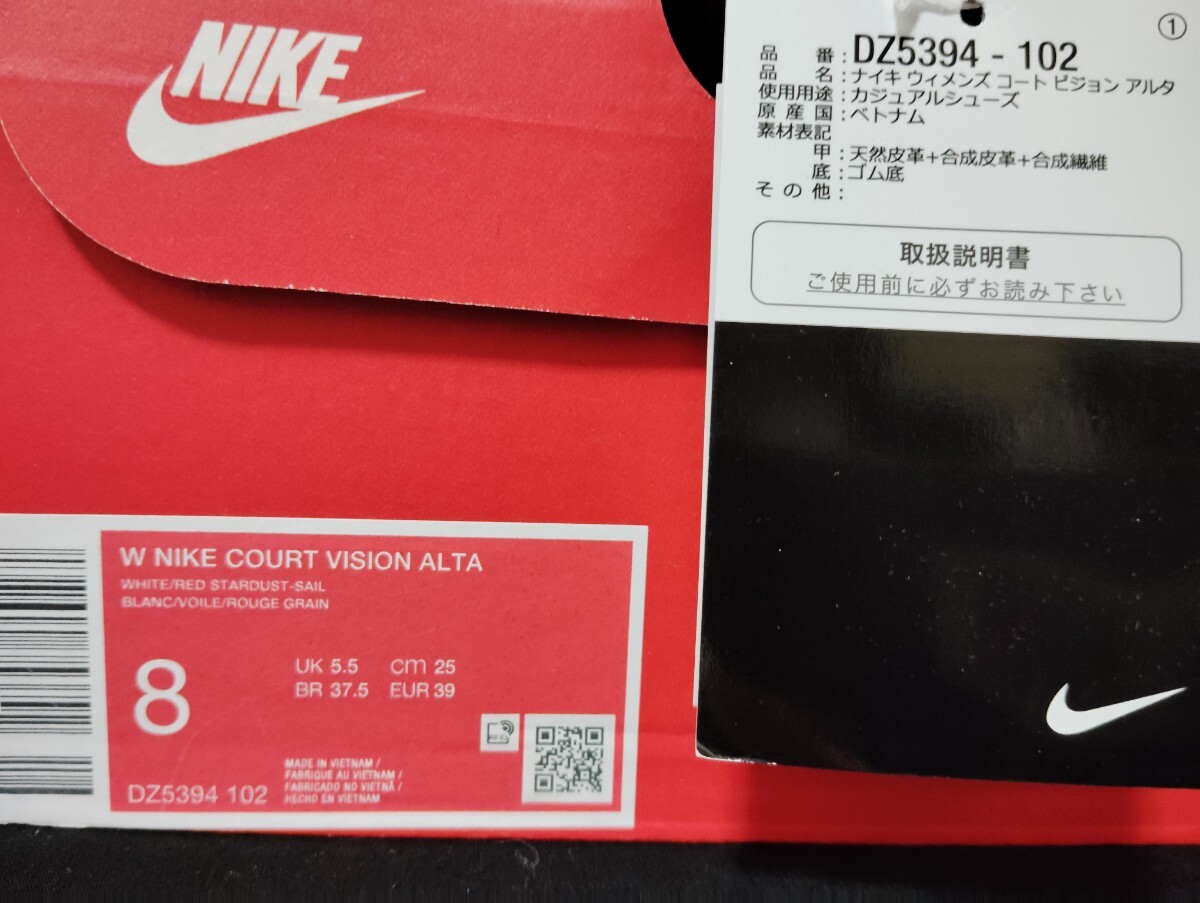 NIKE
①
品番:DZ5394 - 102
品名:ナイキ ウィメンズ コート ビジョン アルタ
使用用途:カジュアルシューズ
原産国:ベトナム
素材表記
甲:天然皮革+合成皮革+合成繊維
底:ゴム底
その他:
取扱説明書
ご使用前に必ずお読み下さい
W NIKE COURT VISION ALTA
WHITE/RED STARDUST-SAIL
BLANC/VOILE/ROUGE GRAIN
8
UK 5.5 cm 25
BR 37.5 EUR 39
MADE IN VIETNAM /
FABRIQUE AU VIETNAM /
FABRICADO NO VIETNÃ /
HECHO EN VIETNAM
DZ5394 102